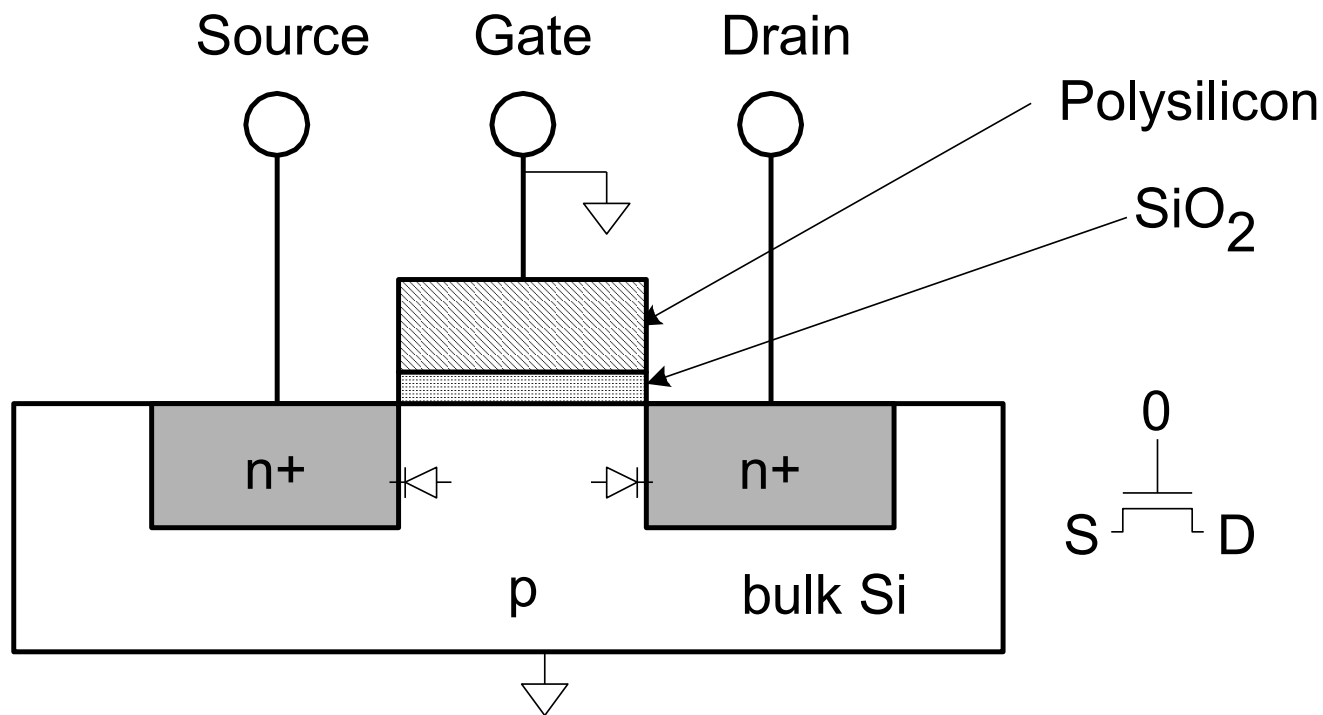 Source Gate Drain
Polysilicon
SiO2
0
n+ n+
S D
p bulk Si